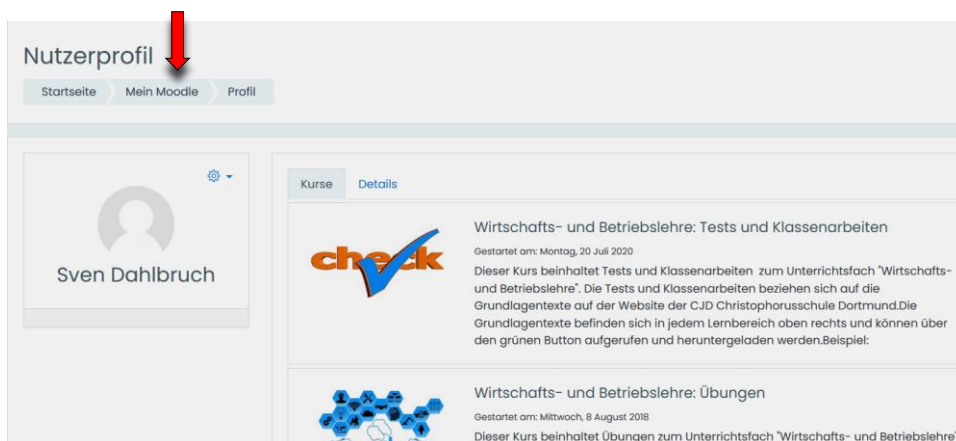 Nutzerprofil
Startseite
Mein Moodle
Profil
Sven Dahlbruch
Kurse
Details
check
Wirtschafts- und Betriebslehre: Tests und Klassenarbeiten
Gestartet am: Montag, 20 Juli 2020
Dieser Kurs beinhaltet Tests und Klassenarbeiten zum Unterrichtsfach "Wirtschafts-
und Betriebslehre". Die Tests und Klassenarbeiten beziehen sich auf die
Grundlagentexte auf der Website der CJD Christophorusschule Dortmund.Die
Grundlagentexte befinden sich in jedem Lernbereich oben rechts und können über
den grünen Button aufgerufen und heruntergeladen werden.Beispiel:
Wirtschafts- und Betriebslehre: Übungen
Gestartet am: Mittwoch, 8 August 2018
Dieser Kurs beinhaltet Übungen zum Unterrichtsfach "Wirtschafts- und Betriebslehre"